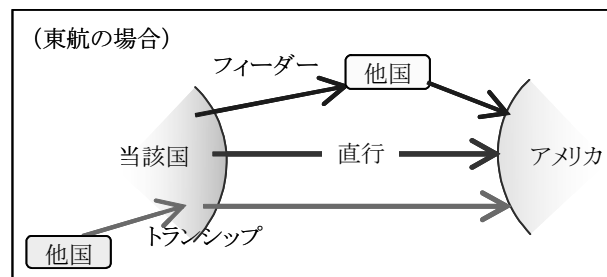 （東航の場合）
フィーダー
他国
当該国
直行
アメリカ
トランシップ
他国